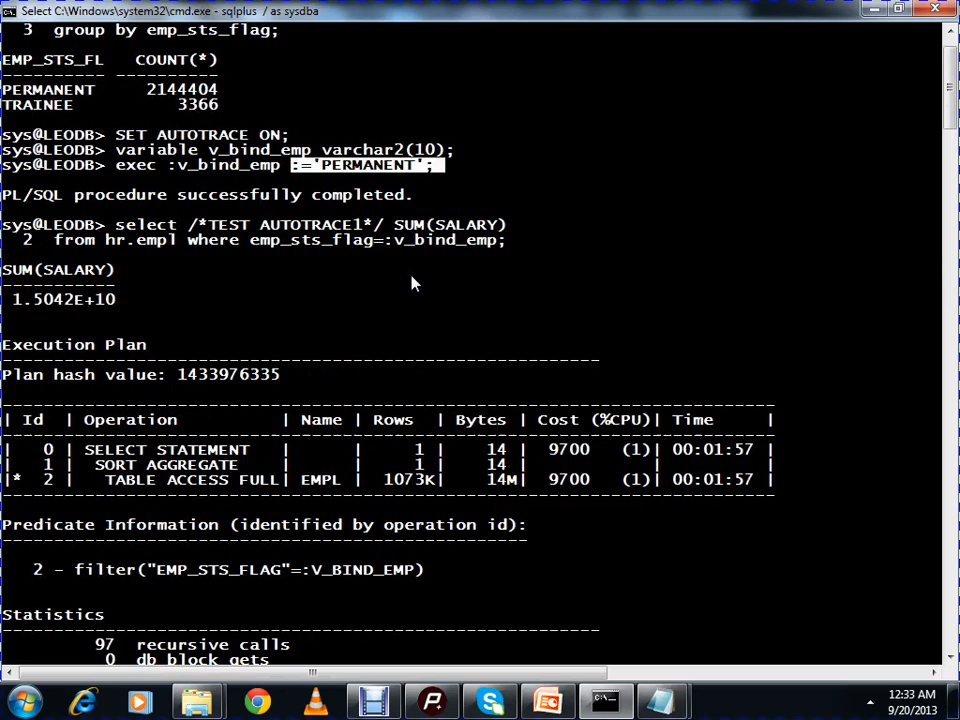 Select C:\Windows\system32\cmd.exe - sqlplus  / as sysdba
  3  group by emp_sts_flag;
EMP_STS_FL   COUNT(*)
---------- ----------
PERMANENT     2144404
TRAINEE          3366
sys@LEODB> SET AUTOTRACE ON;
sys@LEODB> variable v_bind_emp varchar2(10);
sys@LEODB> exec :v_bind_emp :='PERMANENT';
PL/SQL procedure successfully completed.
sys@LEODB> select /*TEST AUTOTRACE1*/ SUM(SALARY)
  2  from hr.empl where emp_sts_flag=:v_bind_emp;
SUM(SALARY)
-----------
 1.5042E+10
Execution Plan
----------------------------------------------------------
Plan hash value: 1433976335
---------------------------------------------------------------------------
| Id  | Operation          | Name | Rows  | Bytes | Cost (%CPU)| Time     |
---------------------------------------------------------------------------
|   0 | SELECT STATEMENT   |      |     1 |    14 |  9700   (1)| 00:01:57 |
|   1 |  SORT AGGREGATE    |      |     1 |    14 |            |          |
|*  2 |   TABLE ACCESS FULL| EMPL |  1073K|    14M|  9700   (1)| 00:01:57 |
---------------------------------------------------------------------------
Predicate Information (identified by operation id):
---------------------------------------------------
   2 - filter("EMP_STS_FLAG"=:V_BIND_EMP)
Statistics
----------------------------------------------------------
         97  recursive calls
          0  db block gets
12:33 AM
9/20/2013